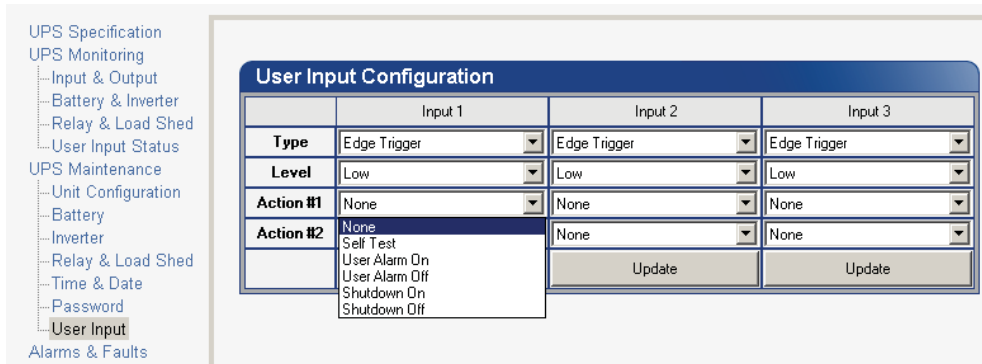 UPS Specification
UPS Monitoring
Input & Output
Battery & Inverter
Relay & Load Shed
User Input Status
UPS Maintenance
Unit Configuration
Battery
Inverter
Relay & Load Shed
Time & Date
Password
User Input
Alarms & Faults
User Input Configuration
Input 1 Input 2 Input 3
Type Edge Trigger Edge Trigger Edge Trigger
Level Low Low Low
Action #1 None None None
Action #2 None None
None
Self Test
User Alarm On
User Alarm Off
Shutdown On
Shutdown Off
Update Update